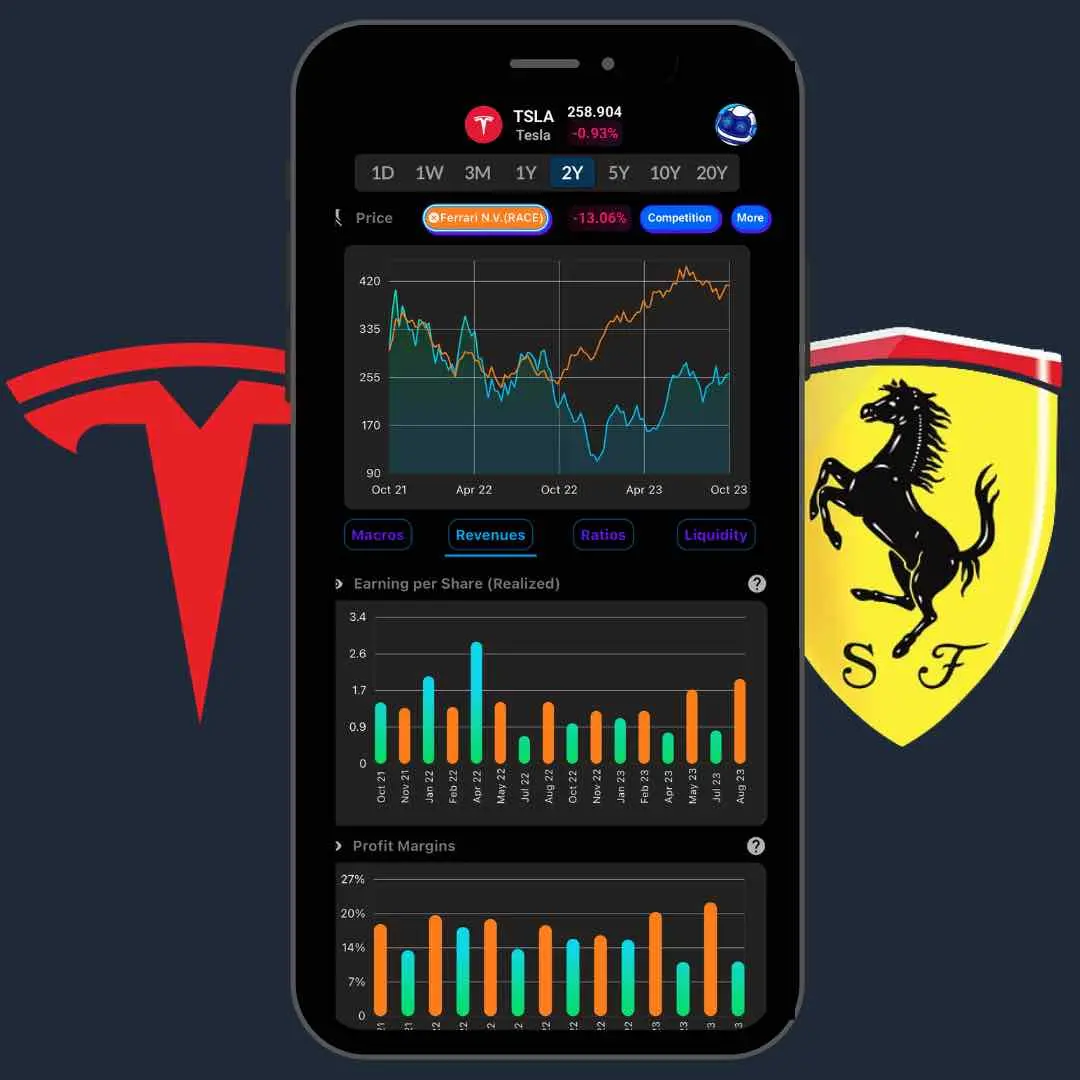 TSLA 258.904
Tesla -0.93%
1D 1W 3M 1Y 2Y 5Y 10Y 20Y
Price Ferrari N.V.(RACE) -13.06% Competition More
420
335
255
170
90
Oct 21 Apr 22 Oct 22 Apr 23 Oct 23
Macros Revenues Ratios Liquidity
Earning per Share (Realized) ?
3.4
2.6
1.7
0.9
0
Oct 21 Nov 21 Jan 22 Feb 22 Apr 22 May 22 Jul 22 Aug 22 Oct 22 Nov 22 Jan 23 Feb 23 Apr 23 May 23 Jul 23 Aug 23
Profit Margins ?
27%
20%
14%
7%
0
S F